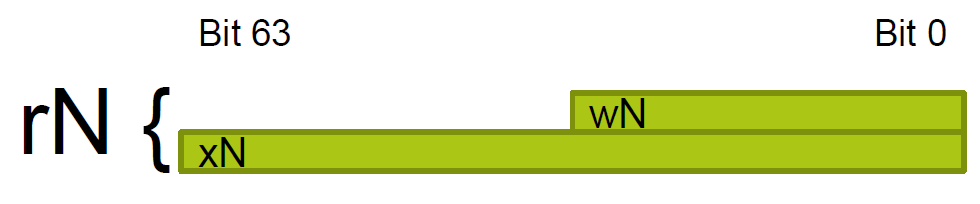 Bit 63 Bit 0
rN { wN
xN